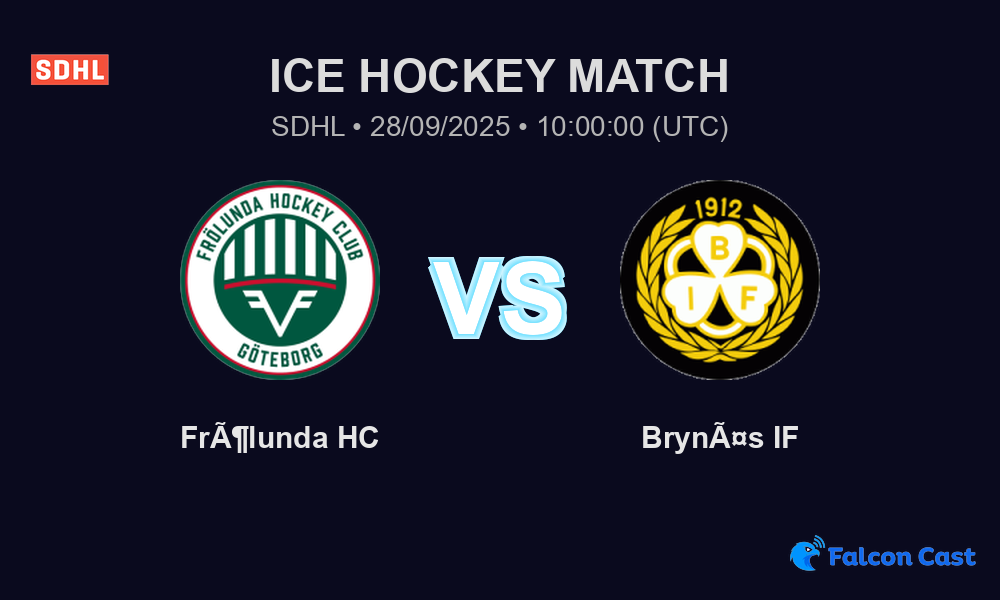 SDHL
ICE HOCKEY MATCH
SDHL • 28/09/2025 • 10:00:00 (UTC)
FRÖLUNDA HOCKEY CLUB
GÖTEBORG
VS
1912
B
I F
FrÃ¶lunda HC
BrynÃ¤s IF
Falcon Cast